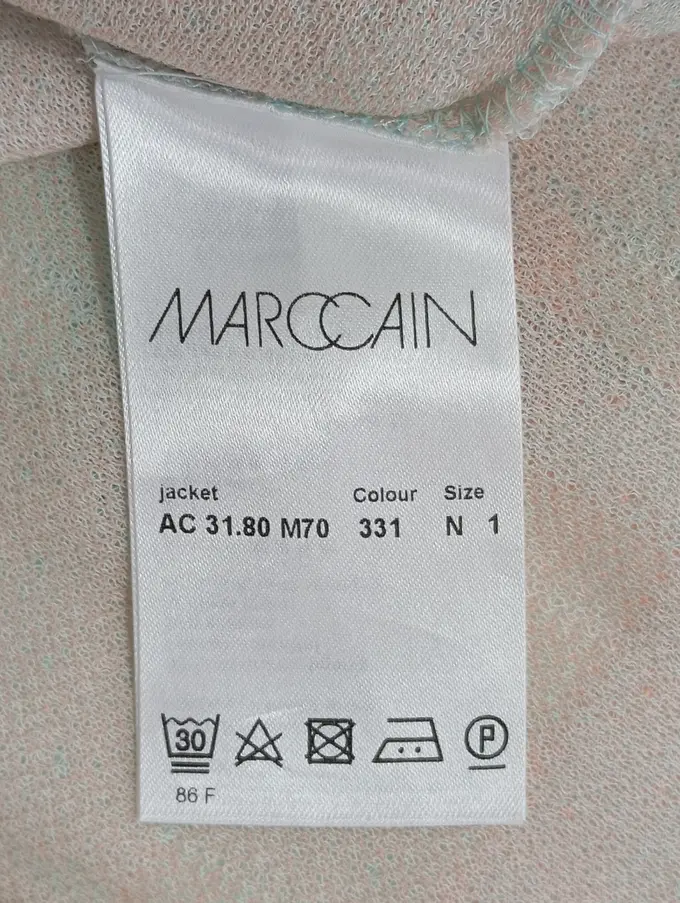 MARCCAIN
jacket Colour Size
AC 31.80 M70 331 N 1
30 P
86 F